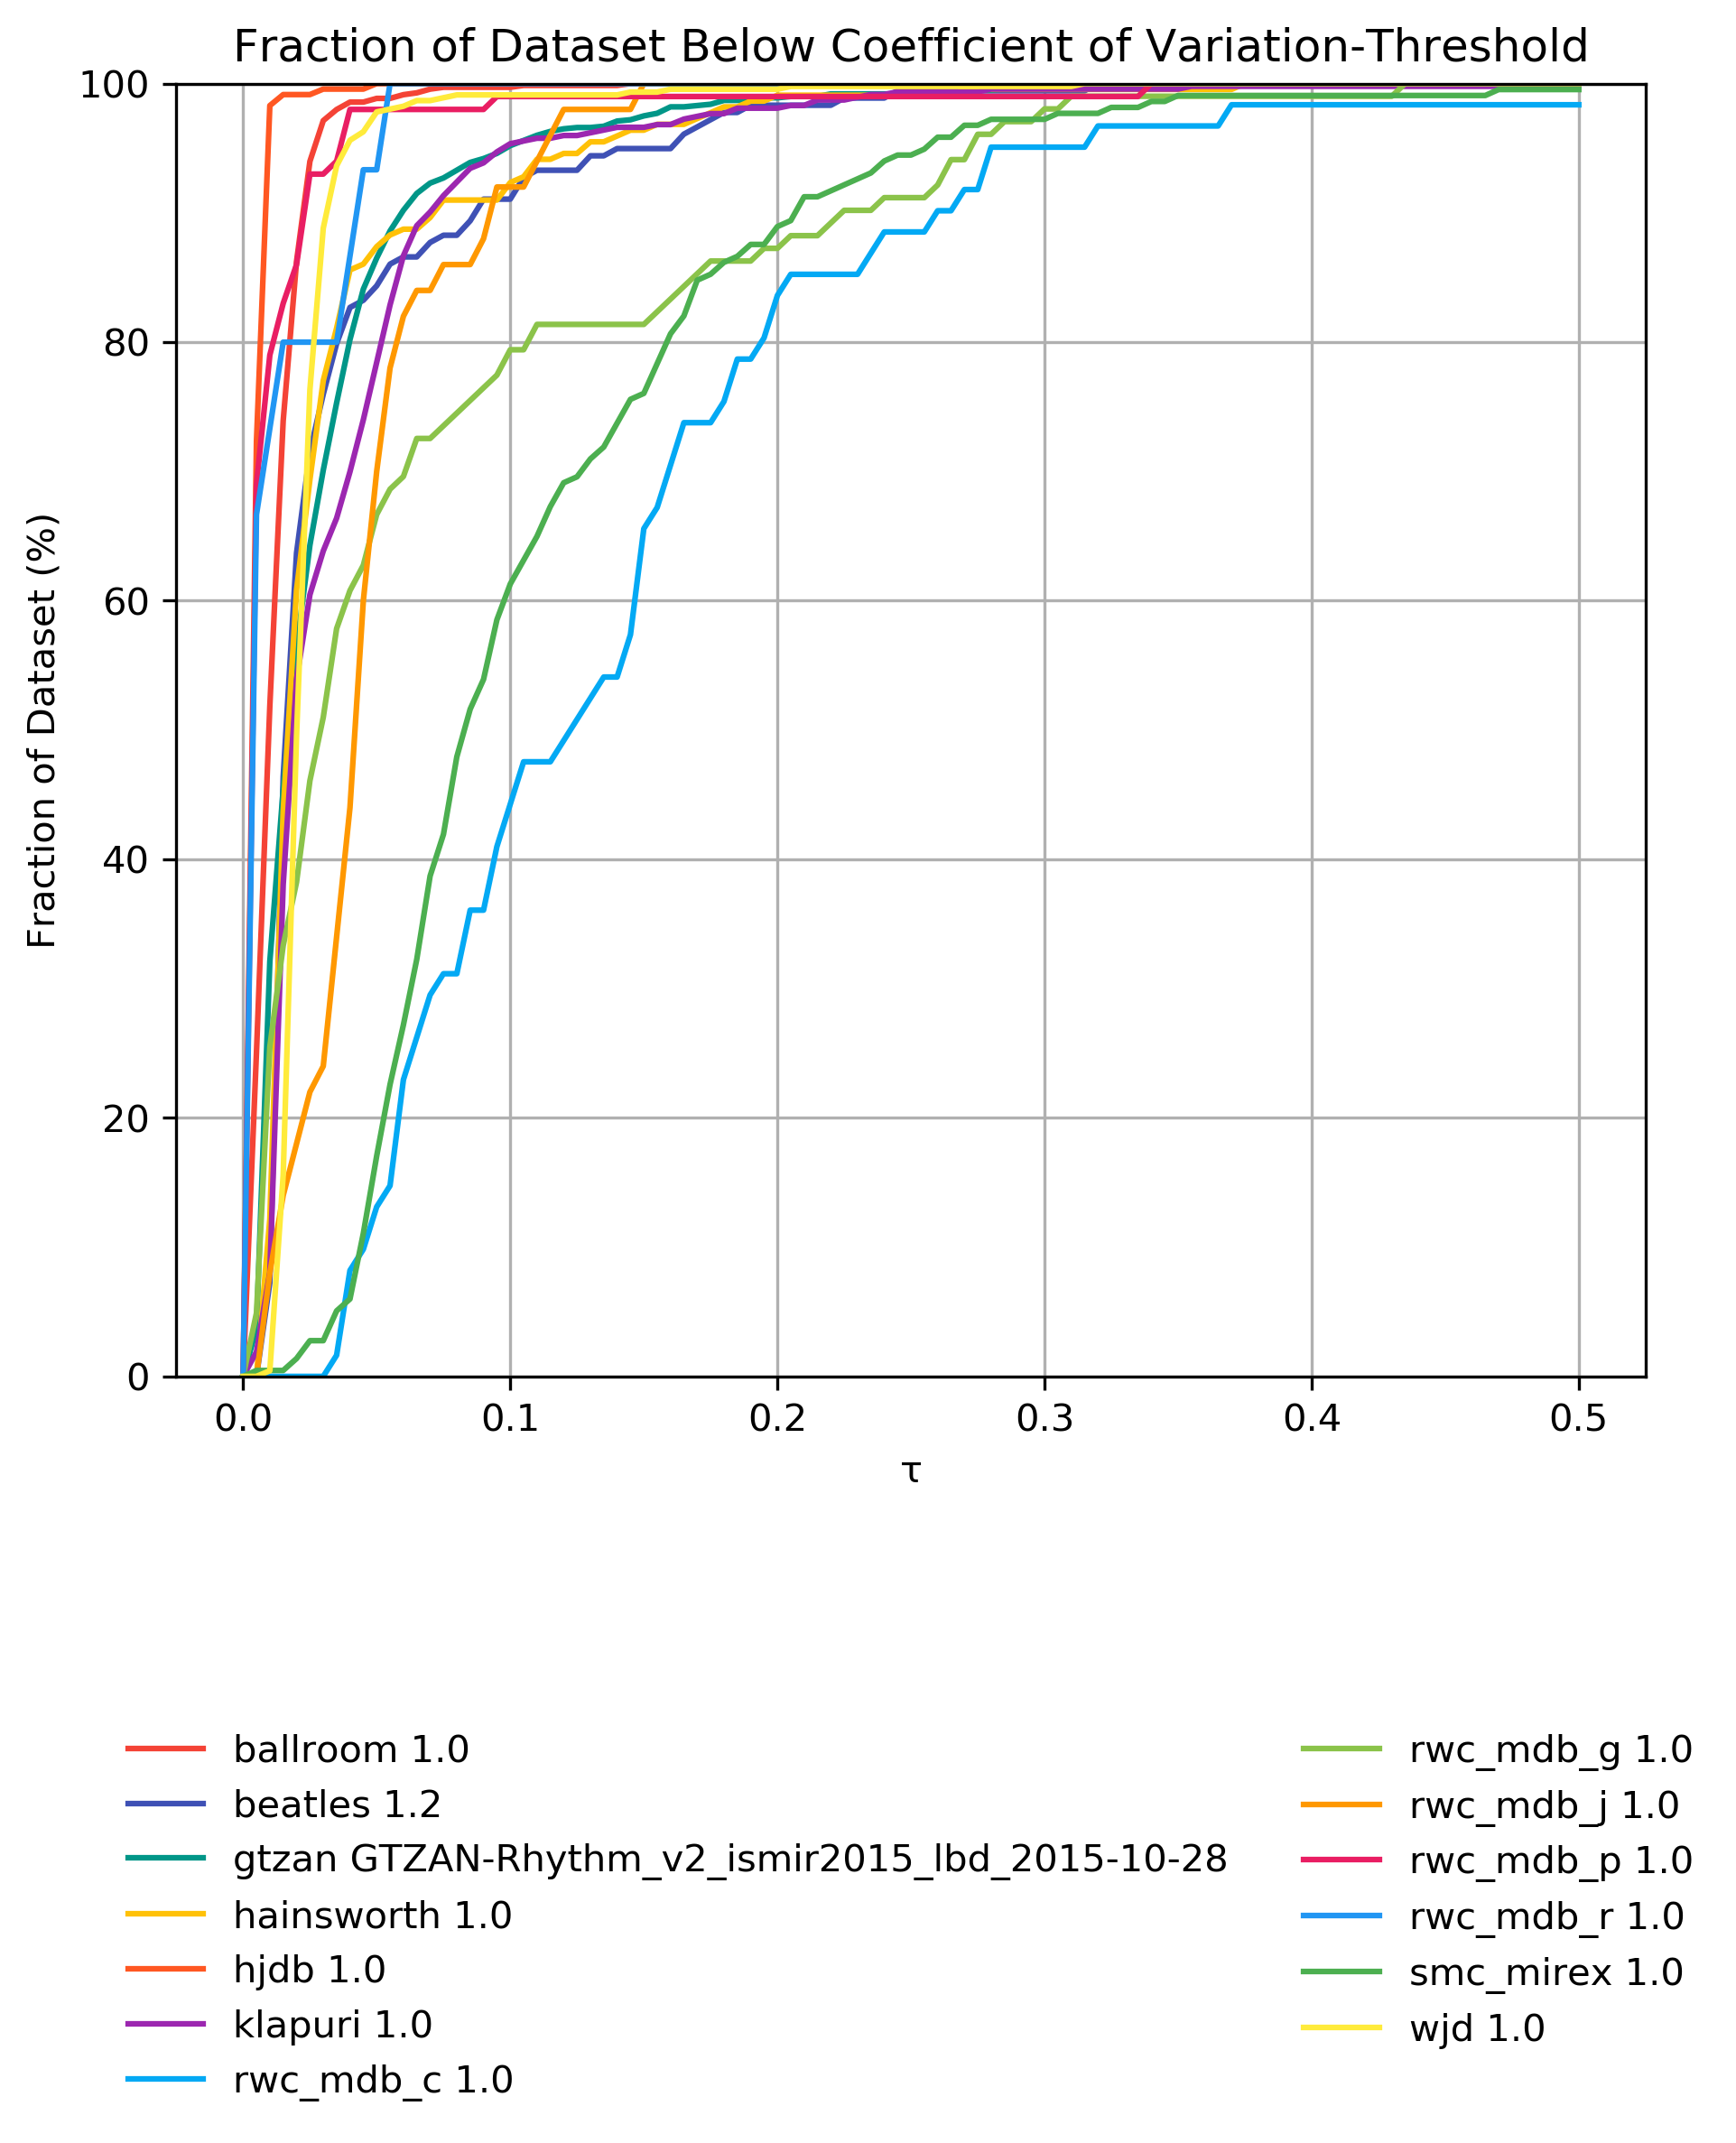 Fraction of Dataset Below Coefficient of Variation-Threshold
Fraction of Dataset (%)
100
80
60
40
20
0
0.0 0.1 0.2 0.3 0.4 0.5
τ
ballroom 1.0
beatles 1.2
gtzan GTZAN-Rhythm_v2_ismir2015_lbd_2015-10-28
hainsworth 1.0
hjdb 1.0
klapuri 1.0
rwc_mdb_c 1.0
rwc_mdb_g 1.0
rwc_mdb_j 1.0
rwc_mdb_p 1.0
rwc_mdb_r 1.0
smc_mirex 1.0
wjd 1.0